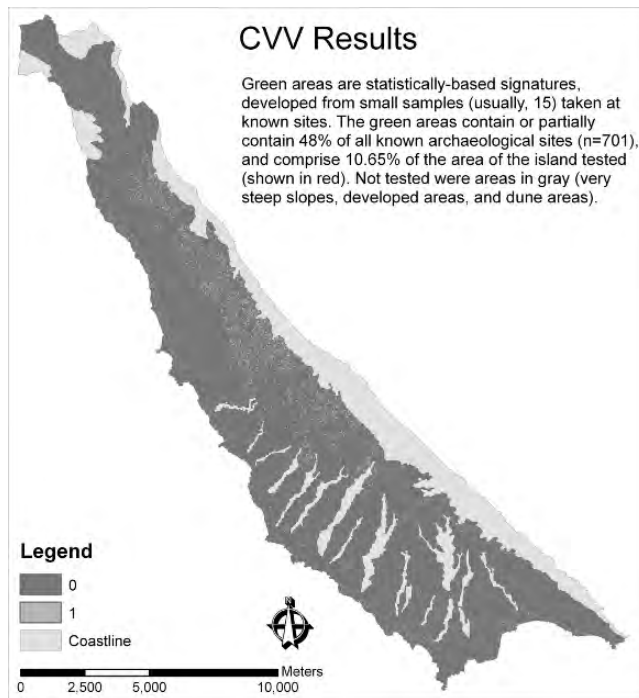 CVV Results
Green areas are statistically-based signatures,
developed from small samples (usually, 15) taken at
known sites. The green areas contain or partially
contain 48% of all known archaeological sites (n=701),
and comprise 10.65% of the area of the island tested
(shown in red). Not tested were areas in gray (very
steep slopes, developed areas, and dune areas).
Legend
0
1
Coastline
Meters
0 2,500 5,000 10,000